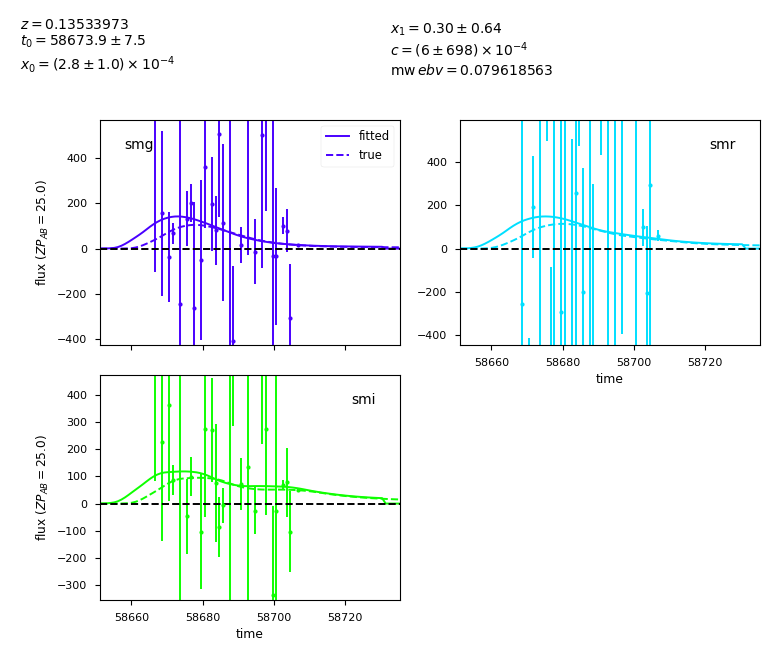 z = 0.13533973
t₀ = 58673.9 ± 7.5
x₀ = (2.8 ± 1.0) × 10⁻⁴
x₁ = 0.30 ± 0.64
c = (6 ± 698) × 10⁻⁴
mw ebv = 0.079618563
smg
fitted
true
400
200
0
−200
−400
flux (ZP_AB = 25.0)
smr
400
200
0
−200
−400
58660
58680
58700
58720
time
smi
400
300
200
100
0
−100
−200
−300
flux (ZP_AB = 25.0)
58660
58680
58700
58720
time